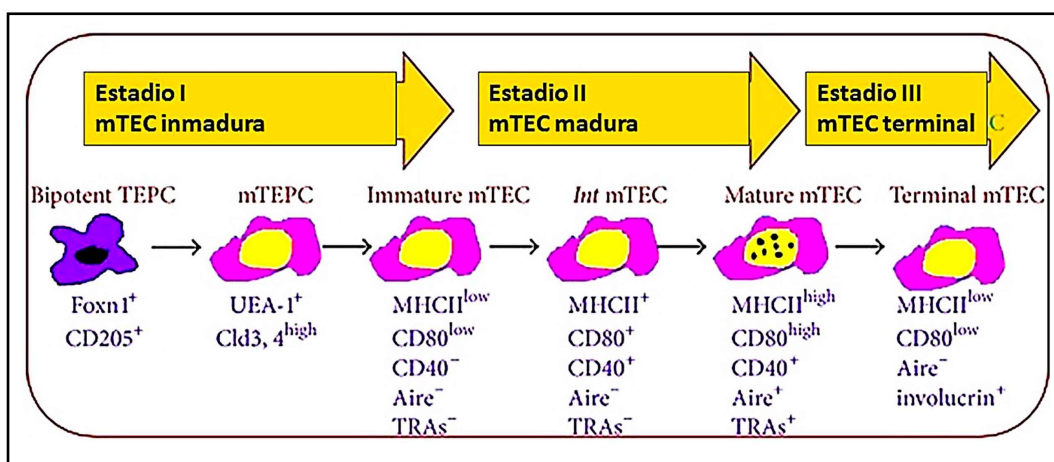 Estadio I
mTEC inmadura
Estadio II
mTEC madura
Estadio III
mTEC terminal C
Bipotent TEPC
Foxn1⁺
CD205⁺
mTEPC
UEA-1⁺
Cld3, 4ʰⁱᵍʰ
Immature mTEC
MHCIIˡᵒʷ
CD80ˡᵒʷ
CD40⁻
Aire⁻
TRAs⁻
Int mTEC
MHCII⁺
CD80⁺
CD40⁺
Aire⁻
TRAs⁻
Mature mTEC
MHCIIʰⁱᵍʰ
CD80ʰⁱᵍʰ
CD40⁺
Aire⁺
TRAs⁺
Terminal mTEC
MHCIIˡᵒʷ
CD80ˡᵒʷ
Aire⁻
involucrin⁺